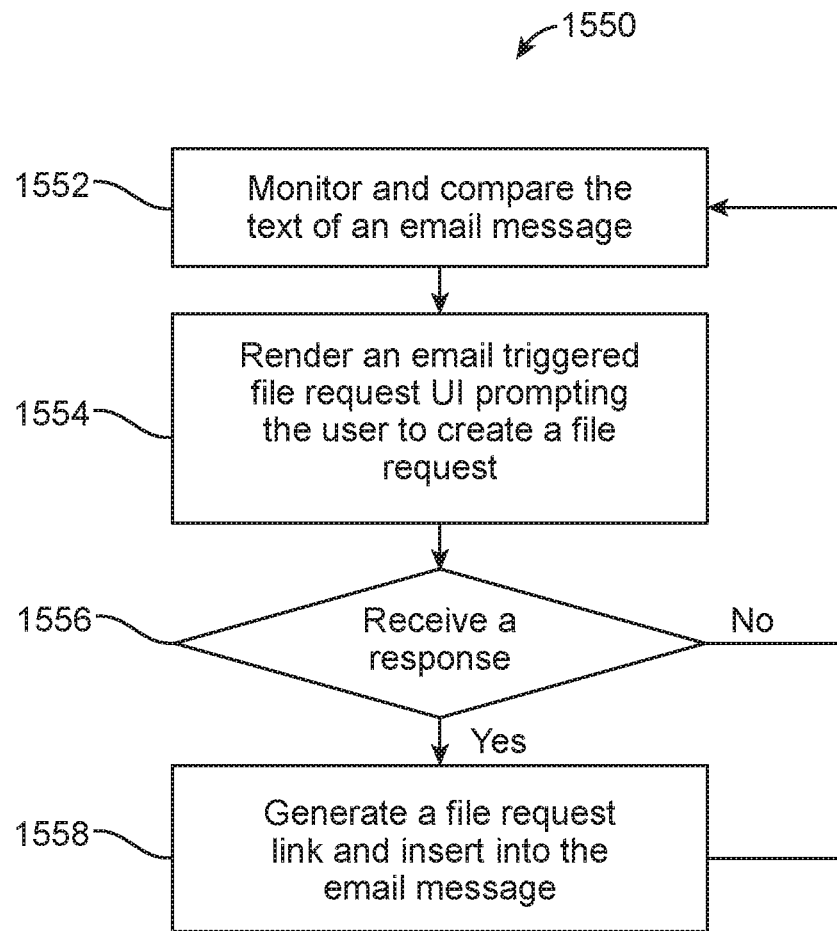 1550
1552
Monitor and compare the
text of an email message
1554
Render an email triggered
file request UI prompting
the user to create a file
request
1556
Receive a
response
No
Yes
1558
Generate a file request
link and insert into the
email message